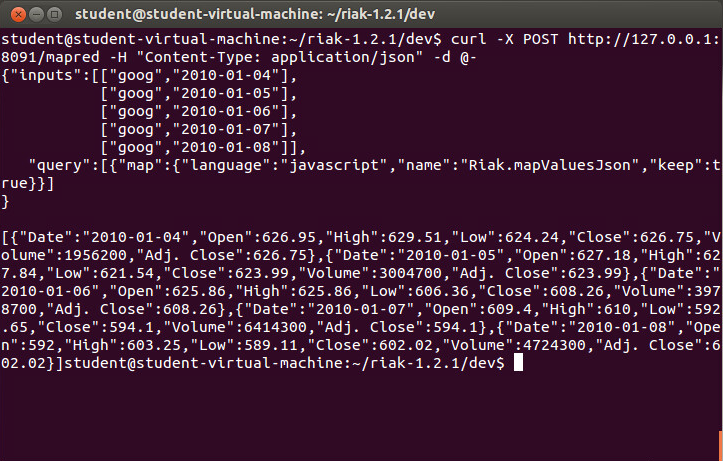 student@student-virtual-machine: ~/riak-1.2.1/dev
student@student-virtual-machine:~/riak-1.2.1/dev$ curl -X POST http://127.0.0.1:
8091/mapred -H "Content-Type: application/json" -d @-
{"inputs":[["goog","2010-01-04"],
           ["goog","2010-01-05"],
           ["goog","2010-01-06"],
           ["goog","2010-01-07"],
           ["goog","2010-01-08"]],
   "query":[{"map":{"language":"javascript","name":"Riak.mapValuesJson","keep":t
rue}}]
}
[{"Date":"2010-01-04","Open":626.95,"High":629.51,"Low":624.24,"Close":626.75,"V
olume":1956200,"Adj. Close":626.75},{"Date":"2010-01-05","Open":627.18,"High":62
7.84,"Low":621.54,"Close":623.99,"Volume":3004700,"Adj. Close":623.99},{"Date":"
2010-01-06","Open":625.86,"High":625.86,"Low":606.36,"Close":608.26,"Volume":397
8700,"Adj. Close":608.26},{"Date":"2010-01-07","Open":609.4,"High":610,"Low":592
.65,"Close":594.1,"Volume":6414300,"Adj. Close":594.1},{"Date":"2010-01-08","Ope
n":592,"High":603.25,"Low":589.11,"Close":602.02,"Volume":4724300,"Adj. Close":6
02.02}]student@student-virtual-machine:~/riak-1.2.1/dev$